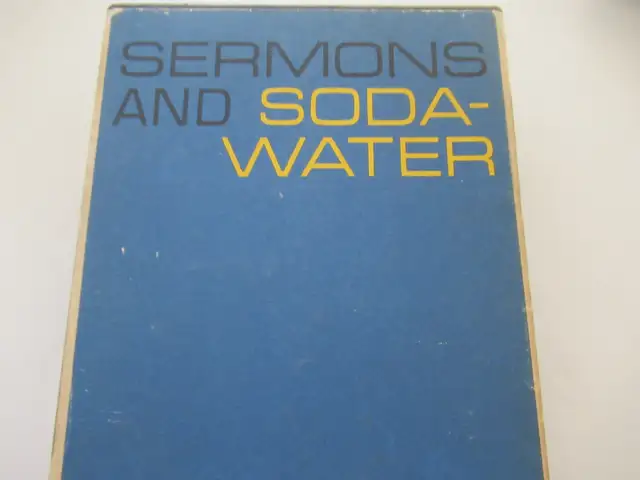 SERMONS
AND SODA-
WATER